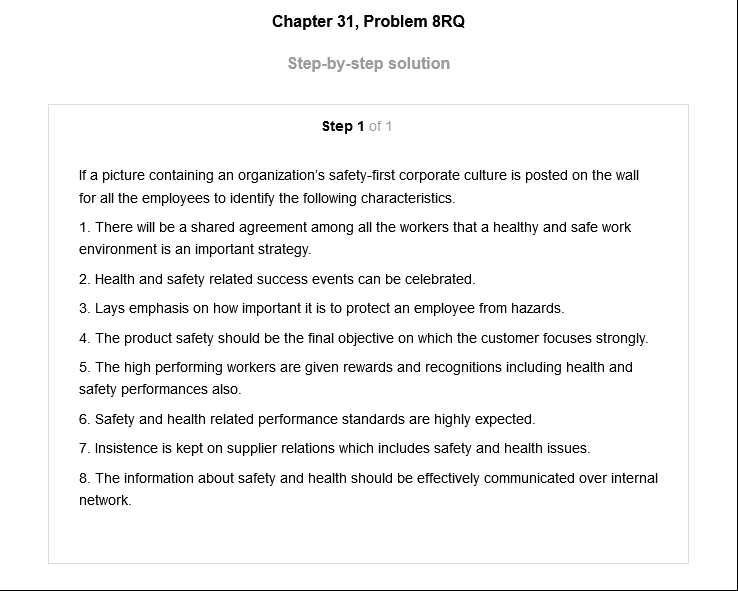 Chapter 31, Problem 8RQ
Step-by-step solution
Step 1 of 1
If a picture containing an organization's safety-first corporate culture is posted on the wall
for all the employees to identify the following characteristics.
1. There will be a shared agreement among all the workers that a healthy and safe work
environment is an important strategy.
2. Health and safety related success events can be celebrated.
3. Lays emphasis on how important it is to protect an employee from hazards.
4. The product safety should be the final objective on which the customer focuses strongly.
5. The high performing workers are given rewards and recognitions including health and
safety performances also.
6. Safety and health related performance standards are highly expected.
7. Insistence is kept on supplier relations which includes safety and health issues.
8. The information about safety and health should be effectively communicated over internal
network.